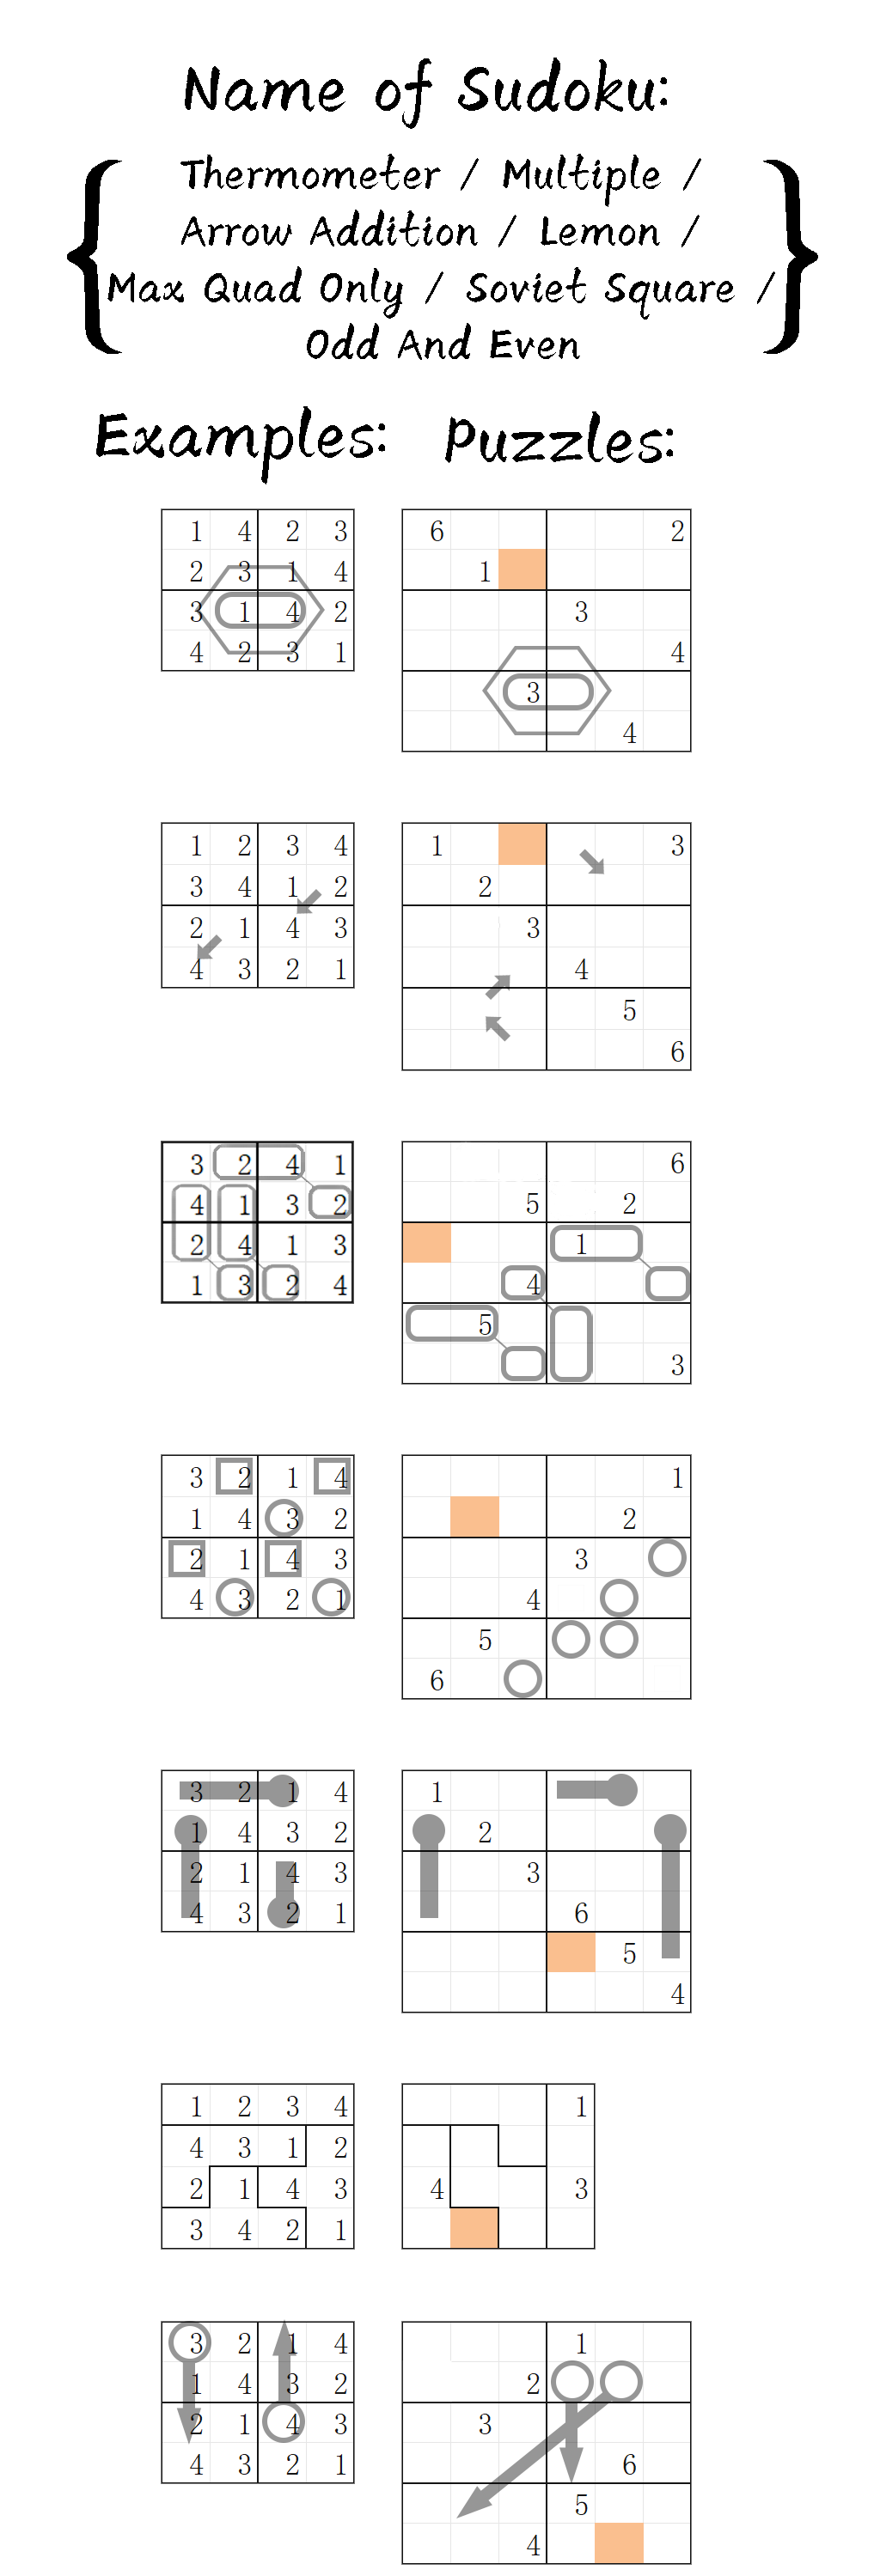 Name of Sudoku:
Thermometer / Multiple /
Arrow Addition / Lemon /
Max Quad Only / Soviet Square /
Odd And Even
Examples: Puzzles:
1 4 2 3 6 2
2 3 1 4 1
3 1 4 2 3
4 2 3 1 4
3
4
1 2 3 4 1 3
3 4 1 2 2
2 1 4 3 3
4 3 2 1 4
5
6
3 2 4 1 6
4 1 3 2 5 2
2 4 1 3 1
1 3 2 4 4
5
3
3 2 1 4 1
1 4 3 2 2
2 1 4 3 3
4 3 2 1 4
5
6
3 2 1 4 1
1 4 3 2 2
2 1 4 3 3
4 3 2 1 6
5
4
1 2 3 4 1
4 3 1 2
2 1 4 3 4 3
3 4 2 1
3 2 1 4 1
1 4 3 2 2
2 1 4 3 3
4 3 2 1 6
5
4